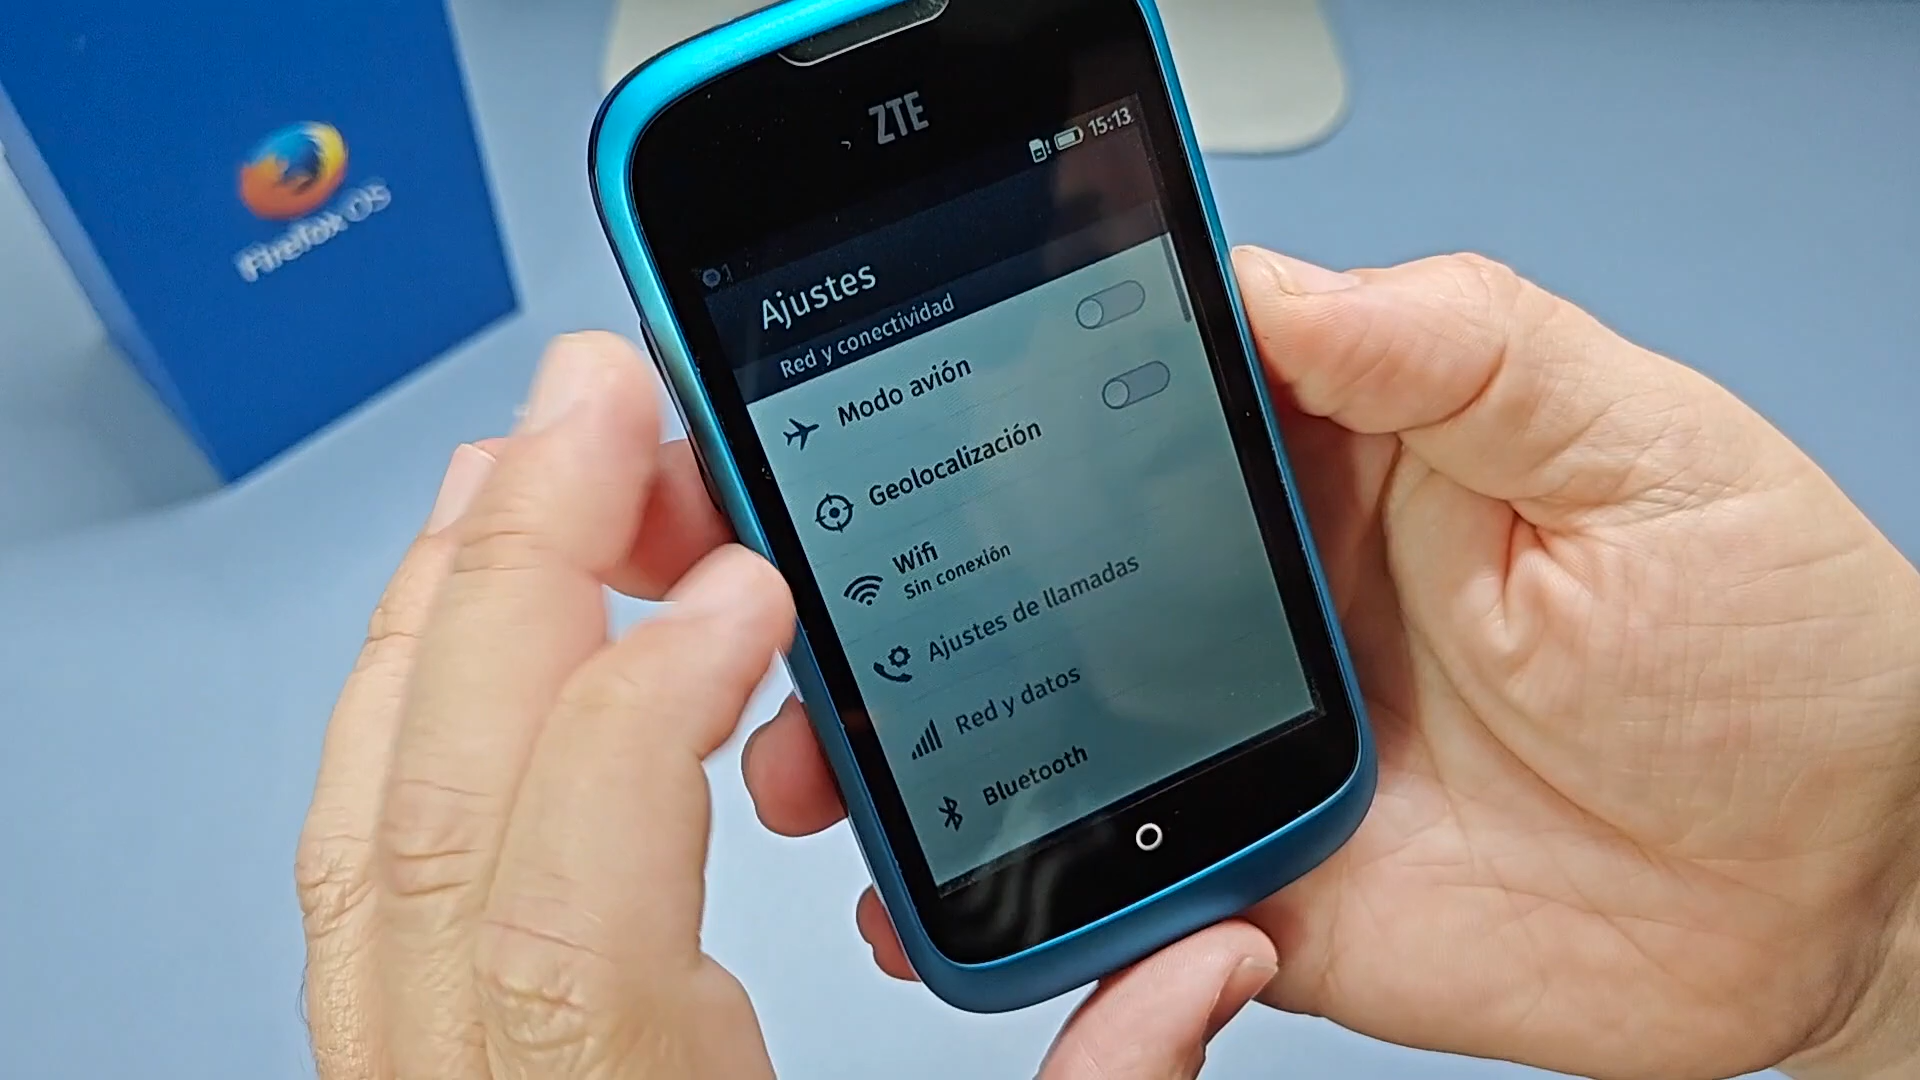 Firefox OS
ZTE
15:13
Ajustes
Red y conectividad
Modo avión
Geolocalización
Wifi
Sin conexión
Ajustes de llamadas
Red y datos
Bluetooth